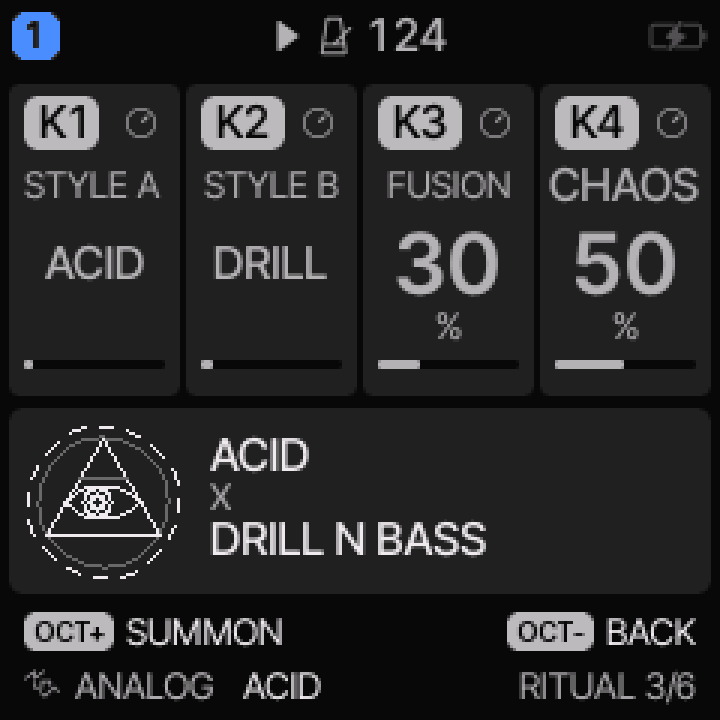 1 124
K1 K2 K3 K4
STYLE A STYLE B FUSION CHAOS
ACID DRILL 30 50
% %
ACID
X
DRILL N BASS
OCT+ SUMMON OCT- BACK
ANALOG ACID RITUAL 3/6